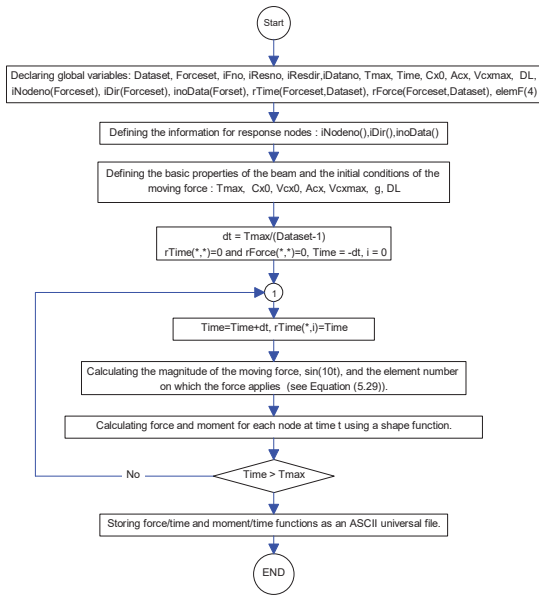 Start
Declaring global variables: Dataset, Forceset, iFno, iResno, iResdir,iDatano, Tmax, Time, Cx0, Acx, Vcxmax, DL,
iNodeno(Forceset), iDir(Forceset), inoData(Forset), rTime(Forceset,Dataset), rForce(Forceset,Dataset), elemF(4)
Defining the information for response nodes : iNodeno(),iDir(),inoData()
Defining the basic properties of the beam and the initial conditions of the
moving force : Tmax, Cx0, Vcx0, Acx, Vcxmax, g, DL
dt = Tmax/(Dataset-1)
rTime(*,*)=0 and rForce(*,*)=0, Time = -dt, i = 0
1
Time=Time+dt, rTime(*,i)=Time
Calculating the magnitude of the moving force, sin(10t), and the element number
on which the force applies (see Equation (5.29)).
Calculating force and moment for each node at time t using a shape function.
No
Time > Tmax
Storing force/time and moment/time functions as an ASCII universal file.
END